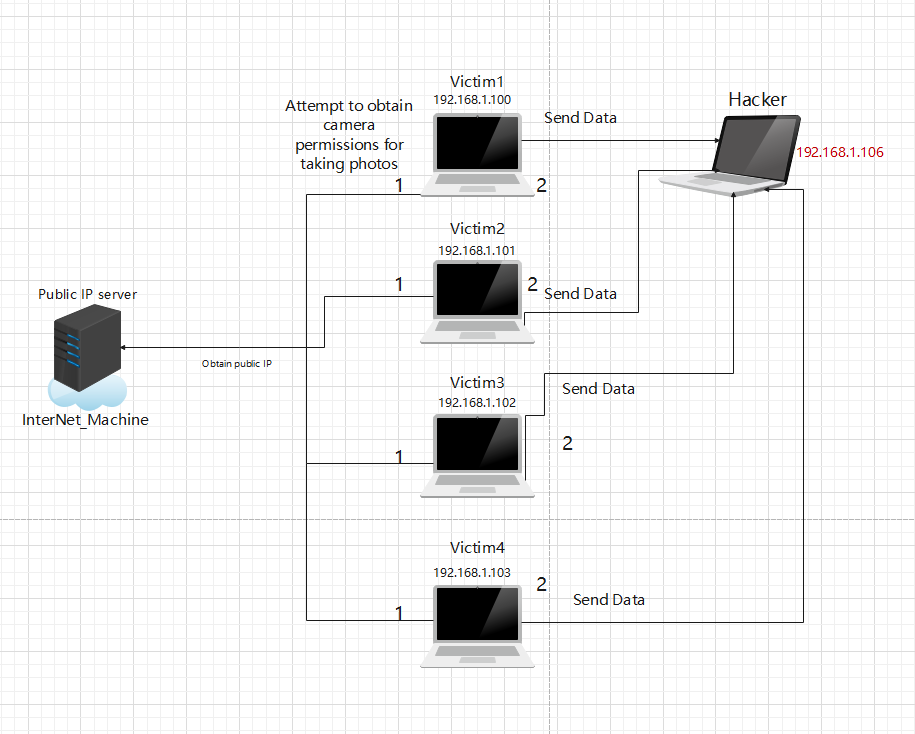 Victim1
192.168.1.100
Attempt to obtain
camera
permissions for
taking photos
Send Data
Hacker
192.168.1.106
1
2
Victim2
192.168.1.101
1
2
Send Data
Public IP server
Obtain public IP
InterNet_Machine
Victim3
192.168.1.102
Send Data
1
2
Victim4
192.168.1.103
2
Send Data
1